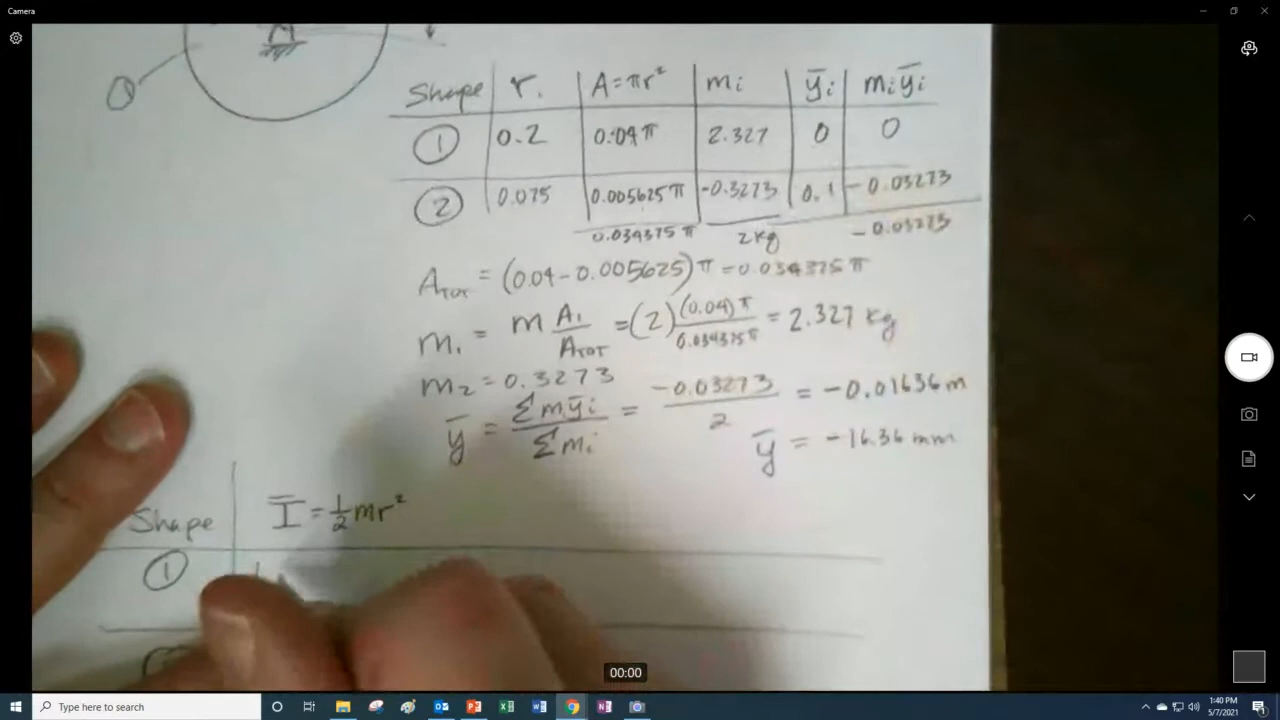 Camera
①
Shape r. A=πr² mᵢ ȳᵢ mᵢȳᵢ
① 0.2 0.04π 2.327 0 0
② 0.075 0.005625π -0.3273 0.1 -0.03273
0.034375π 2kg -0.03273
A_TOT = (0.04-0.005625)π = 0.034375π
m₁ = m A₁/A_TOT = (2) (0.04)π/0.034375π = 2.327 kg
m₂ = 0.3273
ȳ = Σmᵢȳᵢ/Σmᵢ = -0.03273/2 = -0.01636 m
ȳ = -16.36 mm
Shape Ī = ½mr²
①
00:00
Type here to search
1:40 PM
5/7/2021